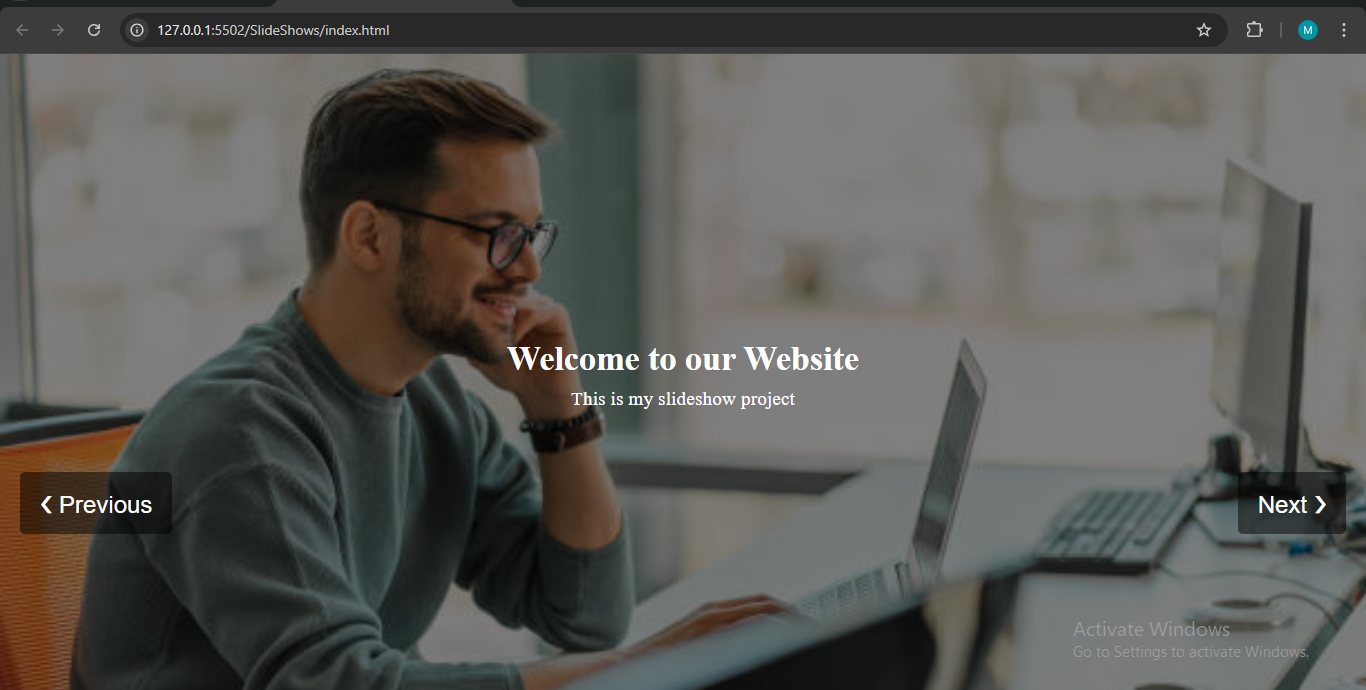 127.0.0.1:5502/SlideShows/index.html
M
Welcome to our Website
This is my slideshow project
❮ Previous
Next ❯
Activate Windows
Go to Settings to activate Windows.